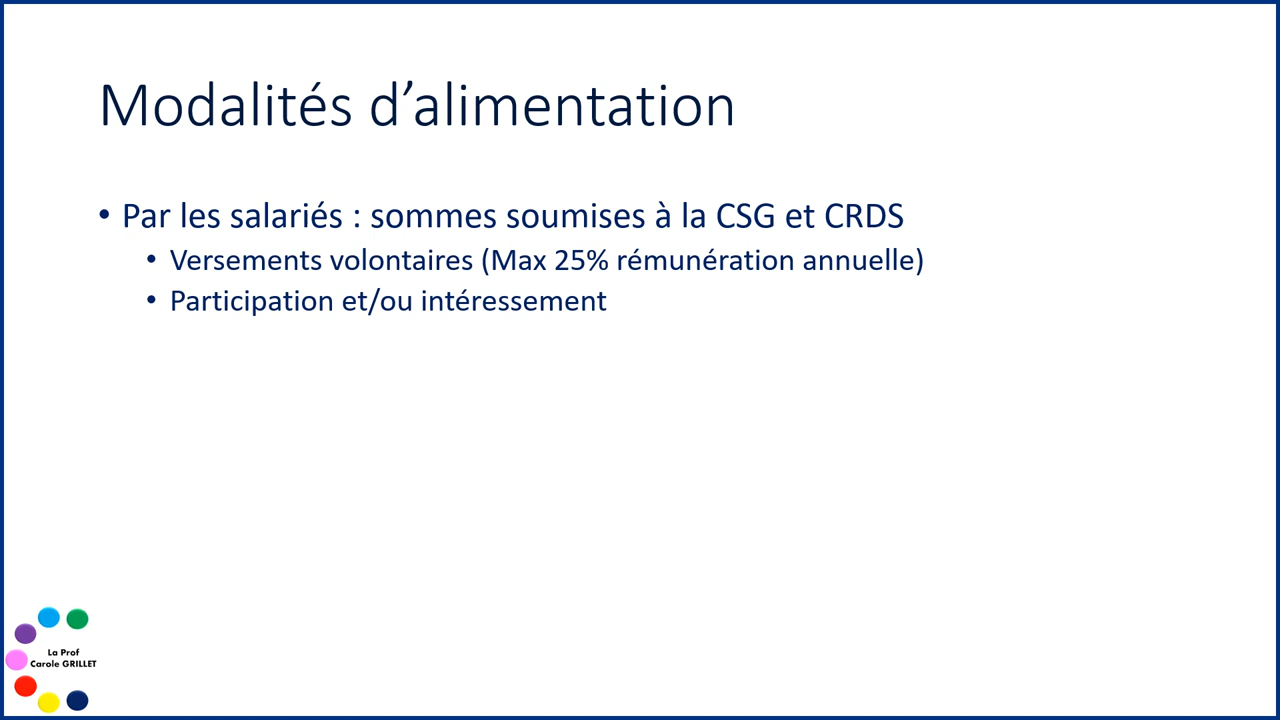 Modalités d’alimentation
• Par les salariés : sommes soumises à la CSG et CRDS
• Versements volontaires (Max 25% rémunération annuelle)
• Participation et/ou intéressement
La Prof
Carole GRILLET